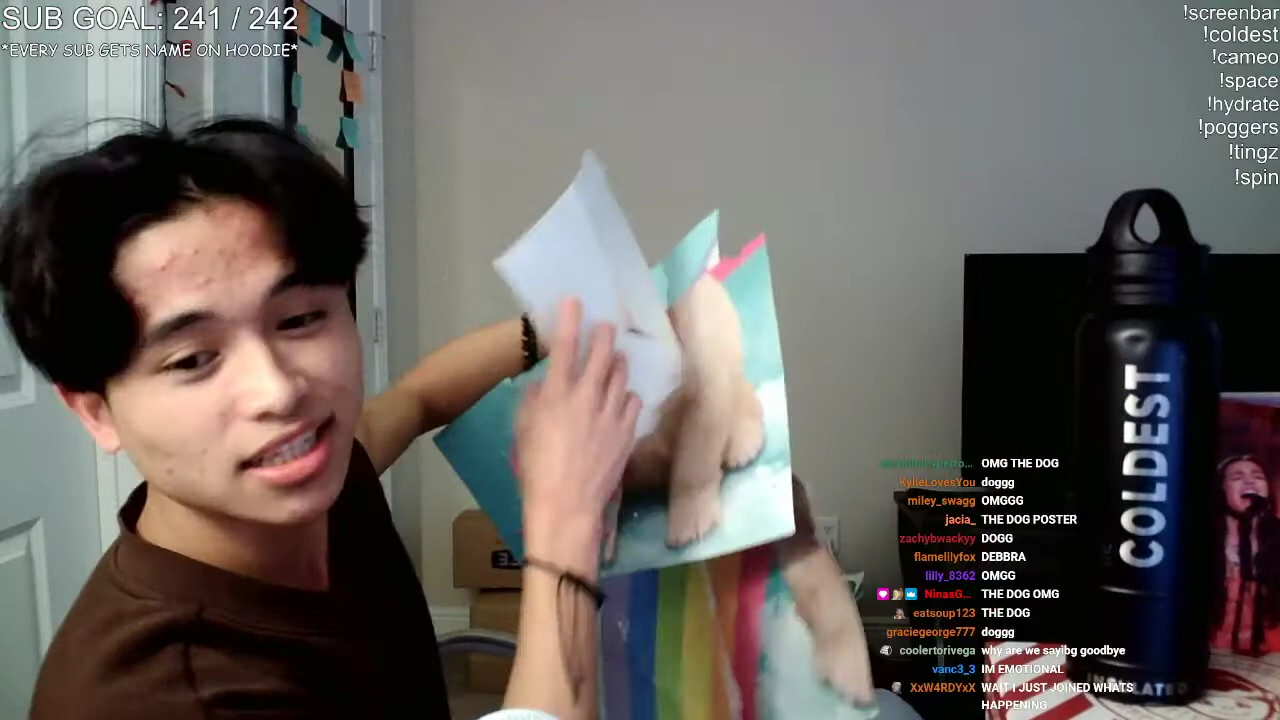 SUB GOAL: 241 / 242
*EVERY SUB GETS NAME ON HOODIE*
!screenbar
!coldest
!cameo
!space
!hydrate
!poggers
!tingz
!spin
COLDEST
INSULATED
OMG THE DOG
KylieLovesYou doggg
miley_swagg OMGGG
jacia_ THE DOG POSTER
zachybwackyy DOGG
flamelilyfox DEBBRA
lilly_8362 OMGG
NinasG... THE DOG OMG
eatsoup123 THE DOG
graciegeorge777 doggg
coolertorivega why are we sayibg goodbye
vanc3_3 IM EMOTIONAL
XxW4RDYxX WAIT I JUST JOINED WHATS
HAPPENING